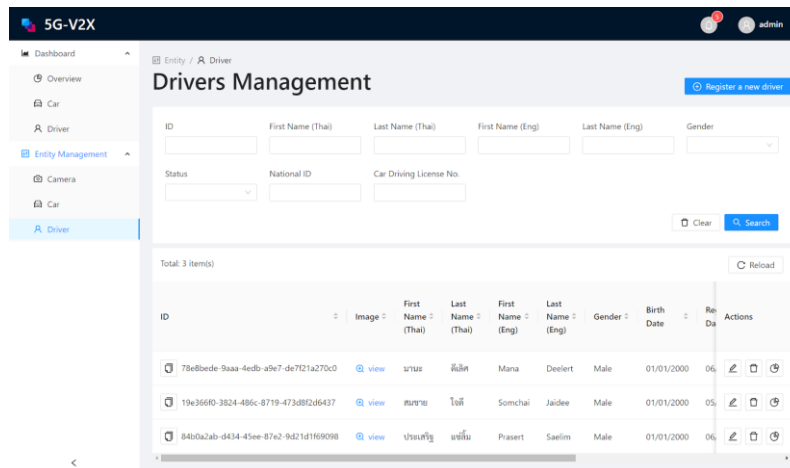 5G-V2X
5
admin
Dashboard
Overview
Car
Driver
Entity Management
Camera
Car
Driver
Entity / Driver
Drivers Management
Register a new driver
ID First Name (Thai) Last Name (Thai) First Name (Eng) Last Name (Eng) Gender
Status National ID Car Driving License No.
Clear Search
Total: 3 item(s)
Reload
ID Image First Name (Thai) Last Name (Thai) First Name (Eng) Last Name (Eng) Gender Birth Date Re Da Actions
78e8bede-9aaa-4edb-a9e7-de7f21a270c0 view มานะ ดีเลิศ Mana Deelert Male 01/01/2000 06,
19e366f0-3824-486c-8719-473d8f2d6437 view สมชาย ใจดี Somchai Jaidee Male 01/01/2000 05,
84b0a2ab-d434-45ee-87e2-9d21d1f69098 view ประเสริฐ แซ่ลิ้ม Prasert Saelim Male 01/01/2000 06,